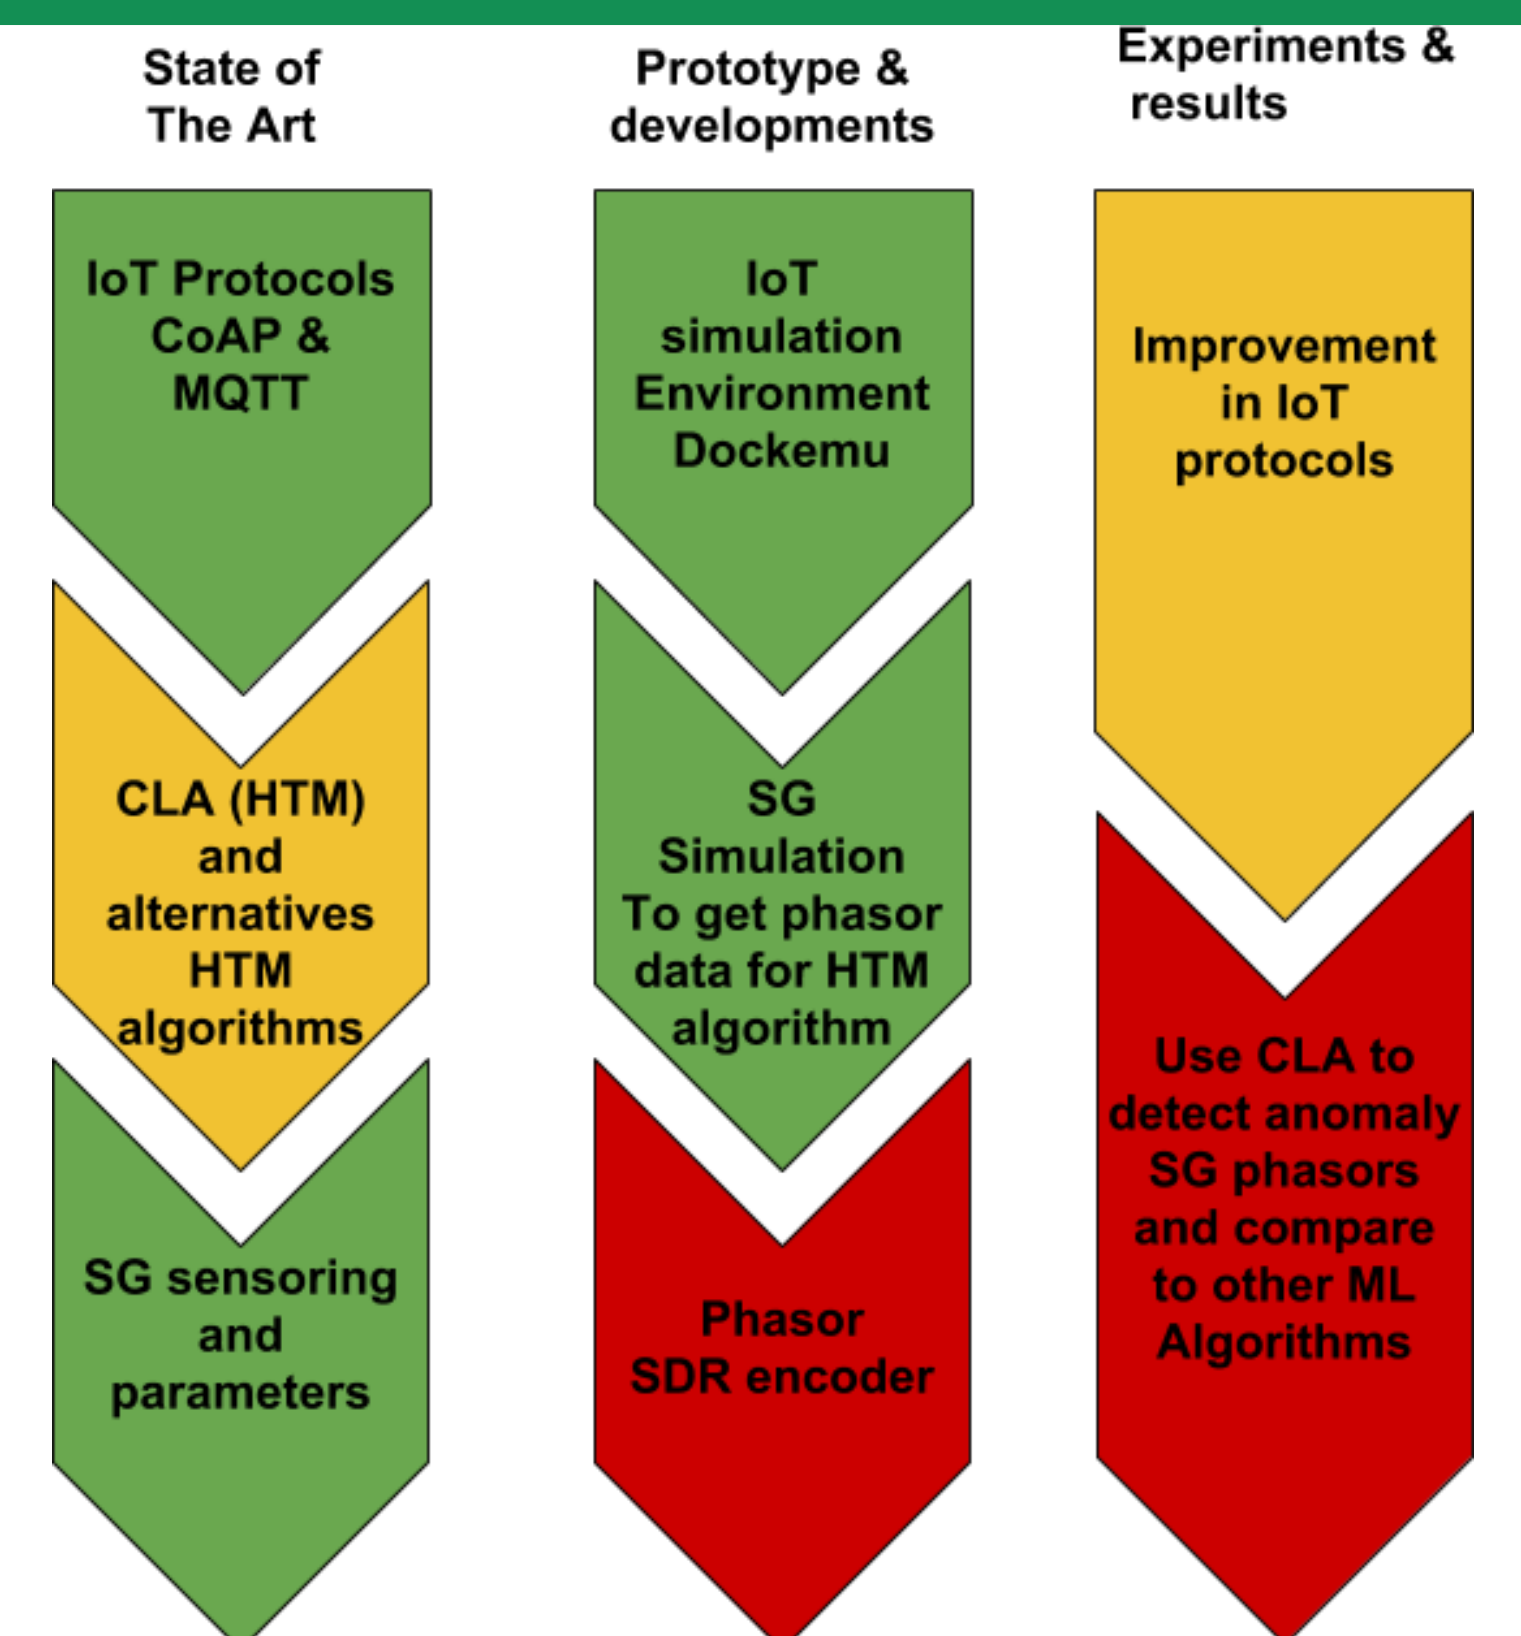 State of
The Art
IoT Protocols
CoAP &
MQTT
CLA (HTM)
and
alternatives
HTM
algorithms
SG sensoring
and
parameters
Prototype &
developments
IoT
simulation
Environment
Dockemu
SG
Simulation
To get phasor
data for HTM
algorithm
Phasor
SDR encoder
Experiments &
results
Improvement
in IoT
protocols
Use CLA to
detect anomaly
SG phasors
and compare
to other ML
Algorithms